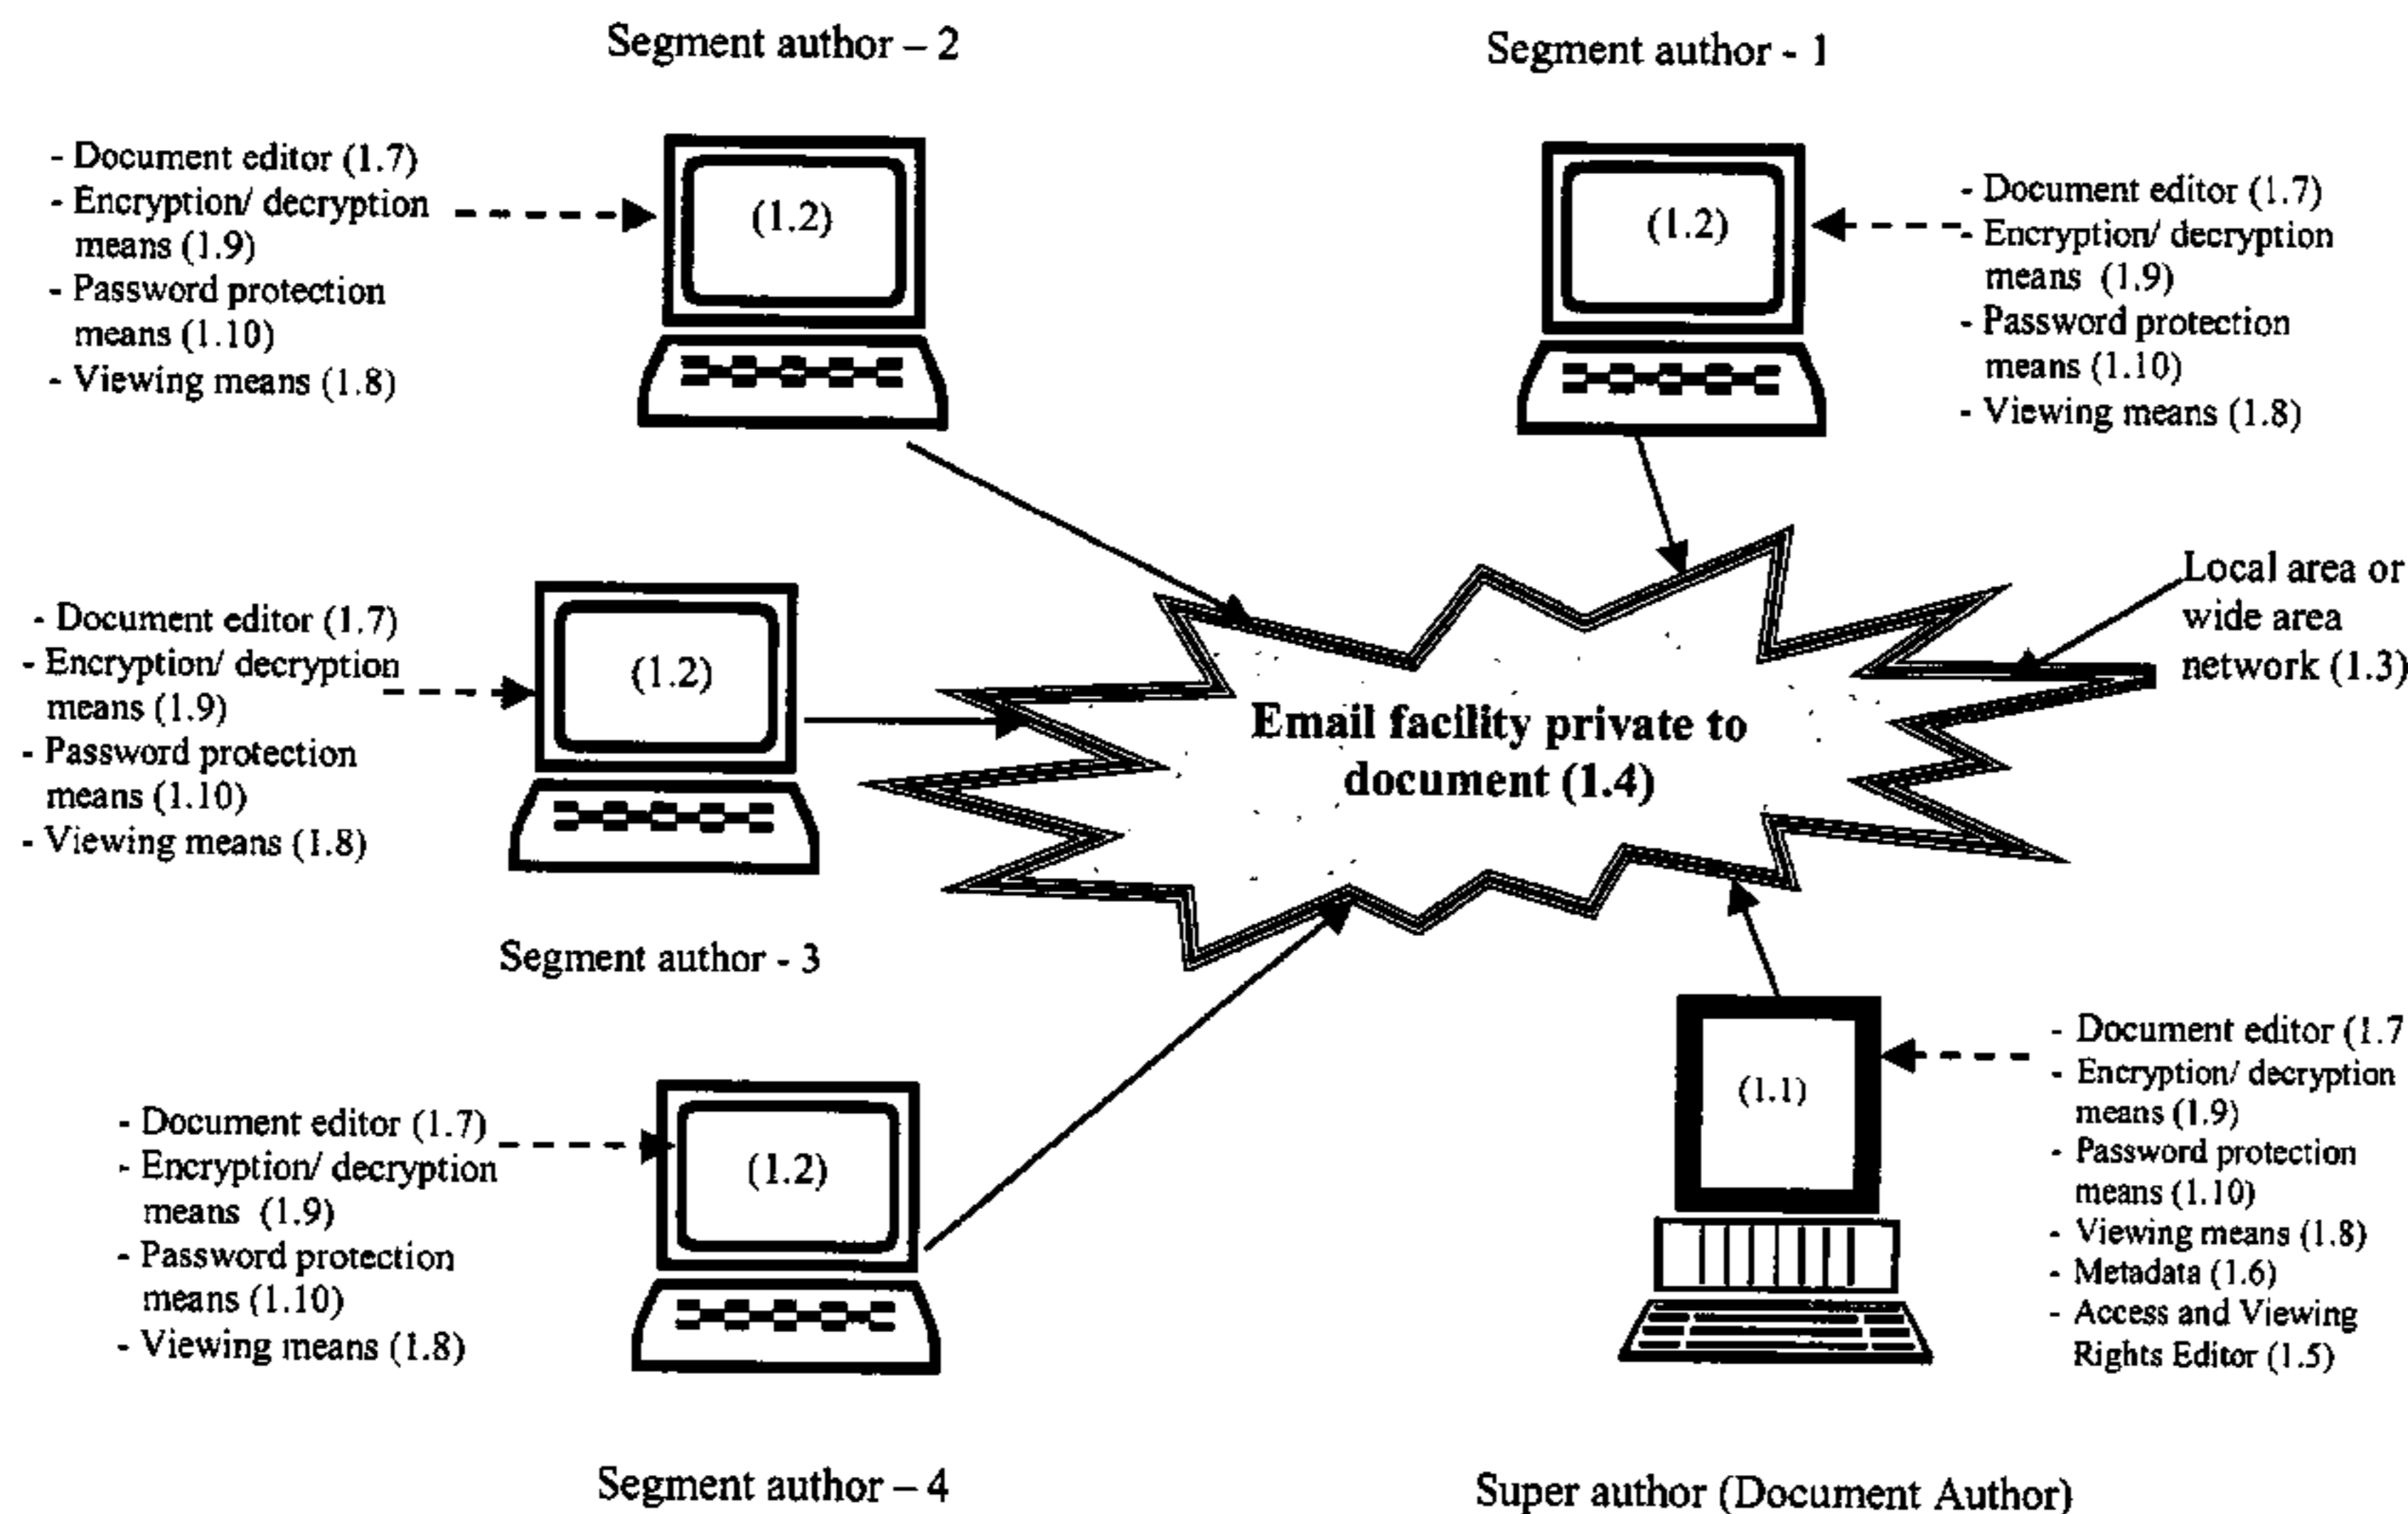 Segment author – 2
Segment author - 1
- Document editor (1.7)
- Encryption/ decryption
means (1.9)
- Password protection
means (1.10)
- Viewing means (1.8)
(1.2)
(1.2)
- Document editor (1.7)
- Encryption/ decryption
means (1.9)
- Password protection
means (1.10)
- Viewing means (1.8)
- Document editor (1.7)
- Encryption/ decryption
means (1.9)
- Password protection
means (1.10)
- Viewing means (1.8)
(1.2)
Segment author - 3
Email facility private to
document (1.4)
Local area or
wide area
network (1.3)
- Document editor (1.7)
- Encryption/ decryption
means (1.9)
- Password protection
means (1.10)
- Viewing means (1.8)
(1.2)
Segment author – 4
(1.1)
- Document editor (1.7
- Encryption/ decryption
means (1.9)
- Password protection
means (1.10)
- Viewing means (1.8)
- Metadata (1.6)
- Access and Viewing
Rights Editor (1.5)
Super author (Document Author)